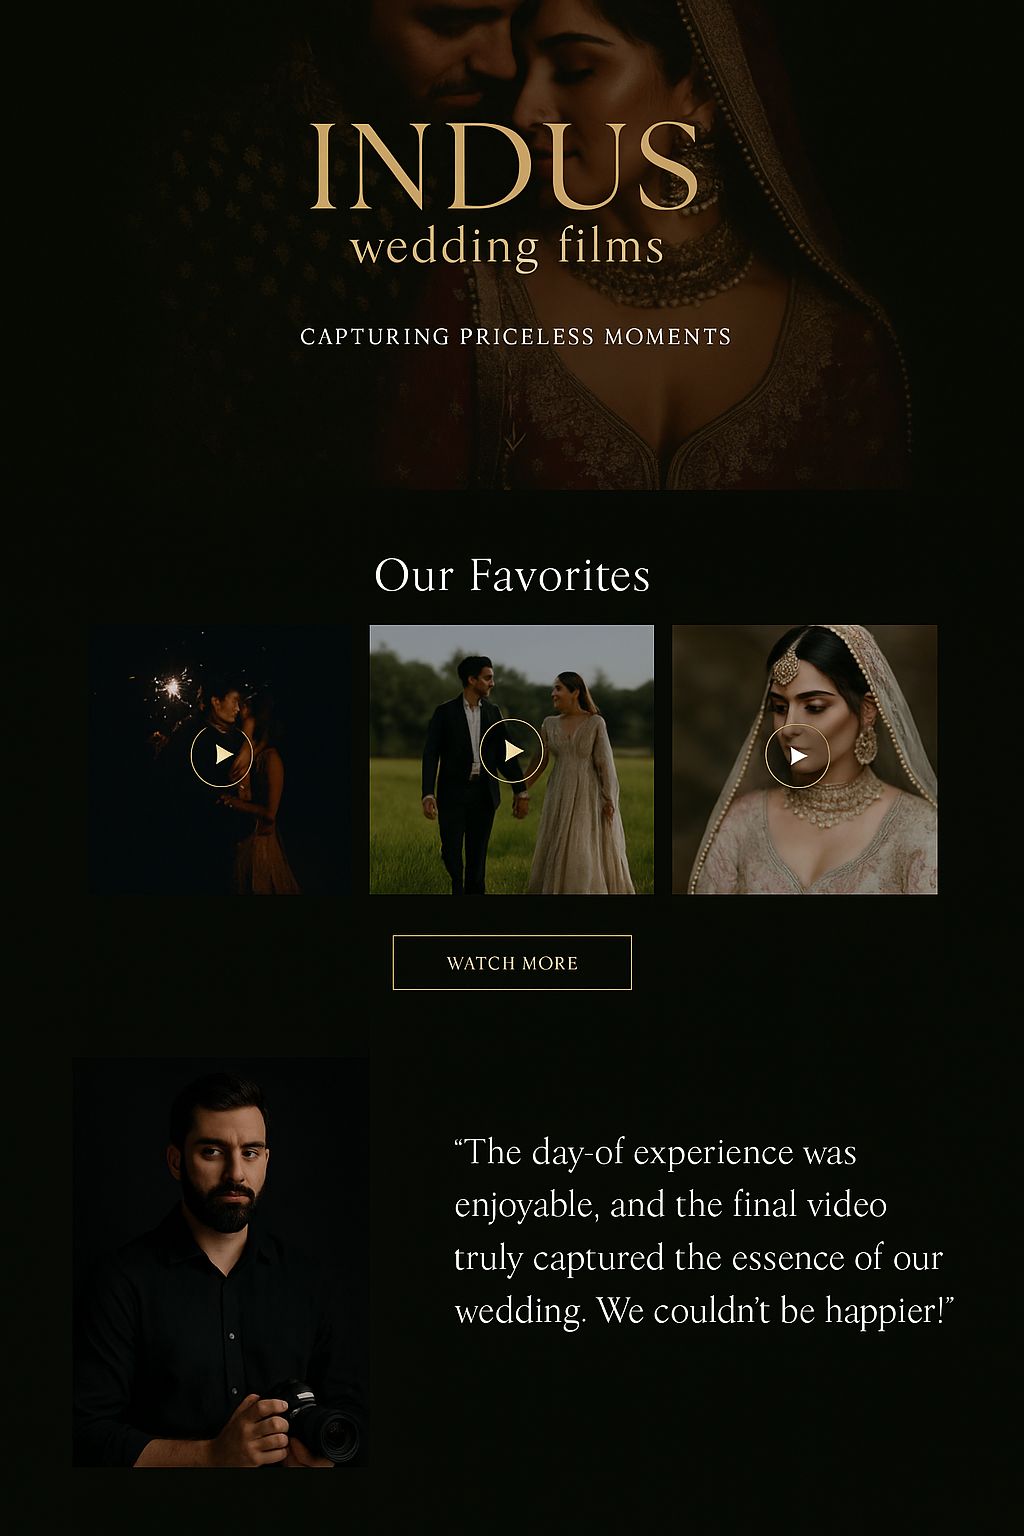 INDUS
wedding films
CAPTURING PRICELESS MOMENTS
Our Favorites
WATCH MORE
“The day-of experience was
enjoyable, and the final video
truly captured the essence of our
wedding. We couldn’t be happier!”